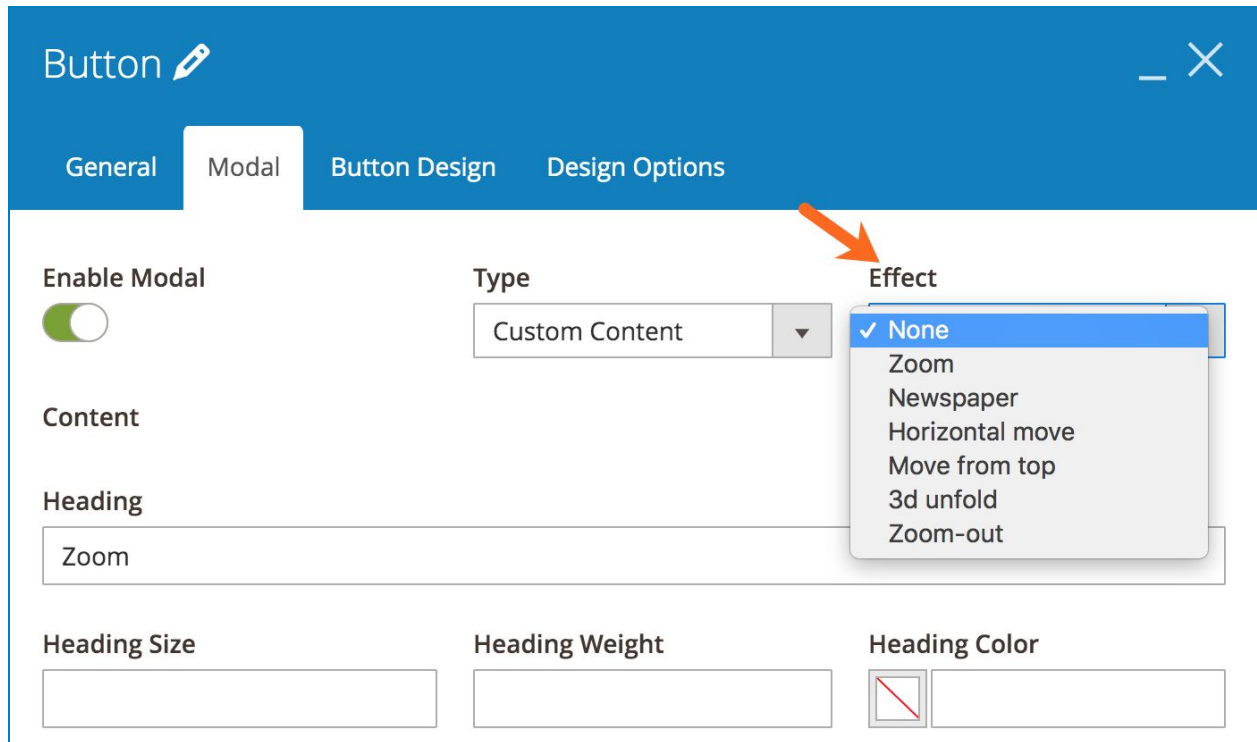 Button
General Modal Button Design Design Options
Enable Modal Type Effect
Custom Content
✓ None
Zoom
Newspaper
Horizontal move
Move from top
3d unfold
Zoom-out
Content
Heading
Zoom
Heading Size Heading Weight Heading Color